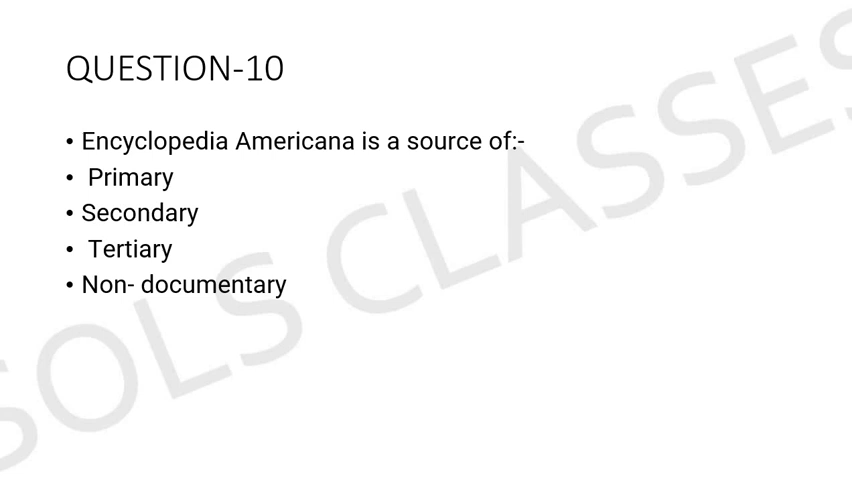 QUESTION-10
• Encyclopedia Americana is a source of:-
• Primary
• Secondary
• Tertiary
• Non- documentary
SOLS CLASSES